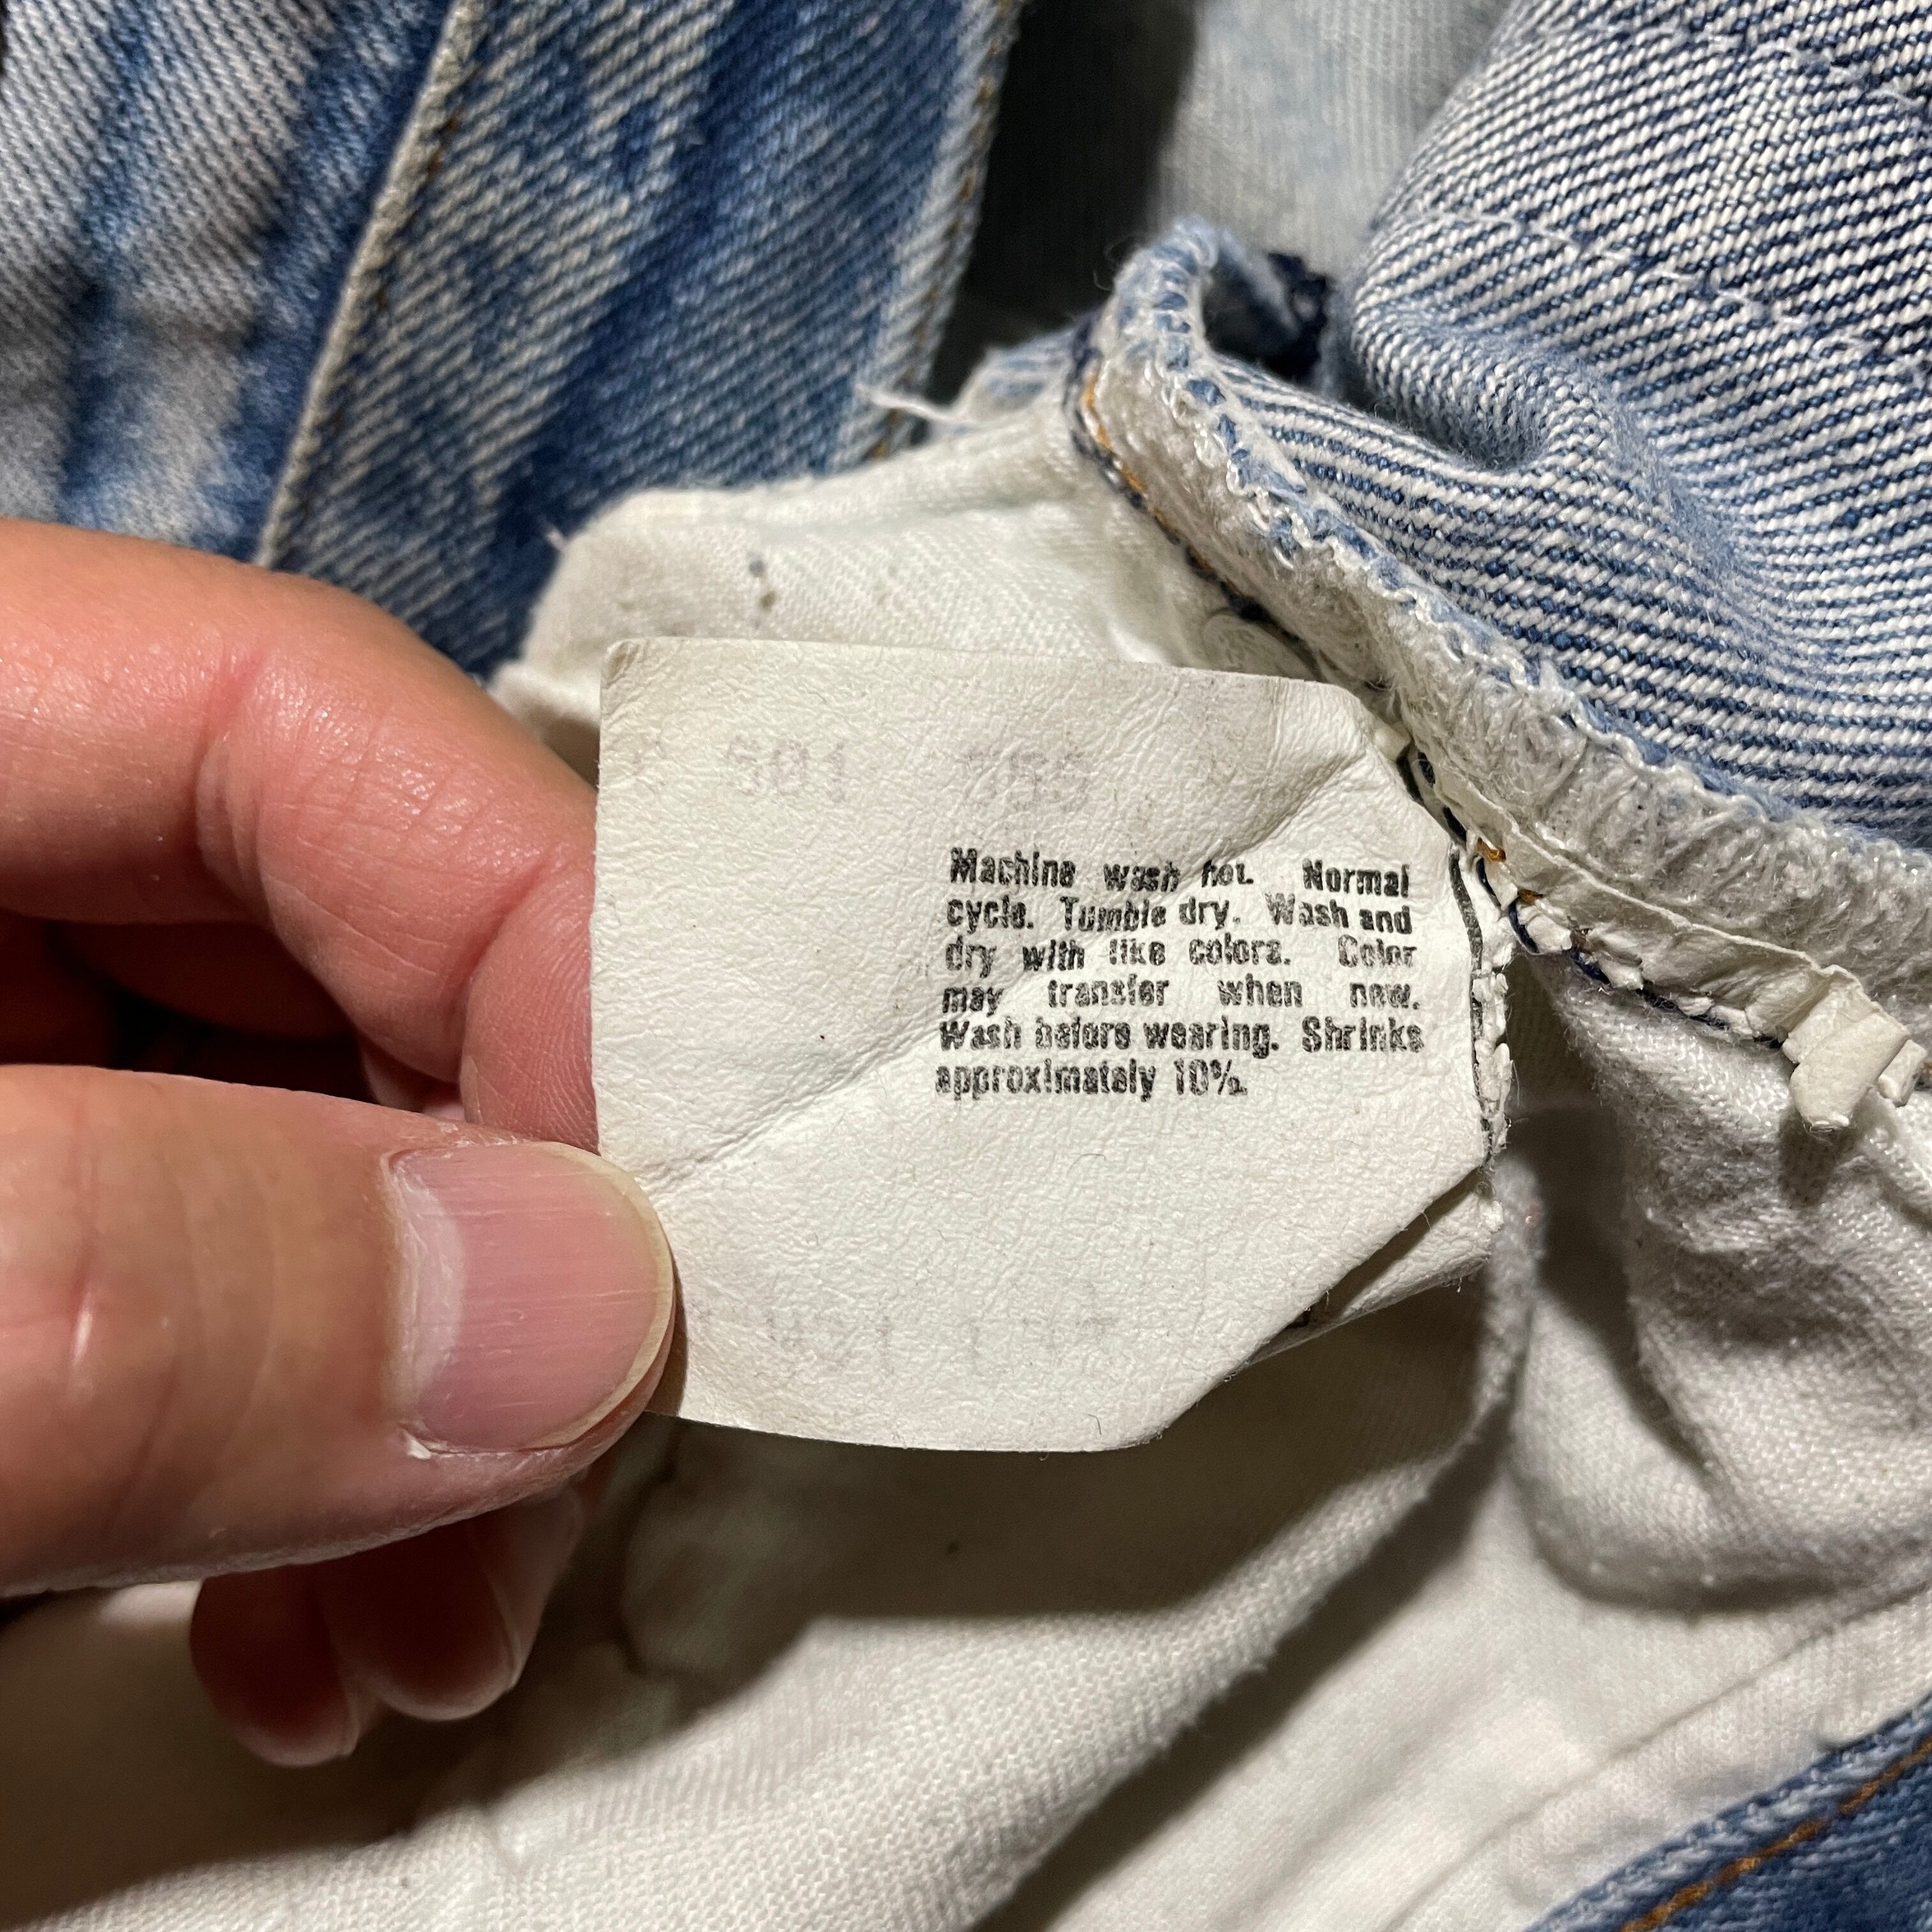 501
Machine wash hot. Normal
cycle. Tumble dry. Wash and
dry with like colors. Color
may transfer when new.
Wash before wearing. Shrinks
approximately 10%.